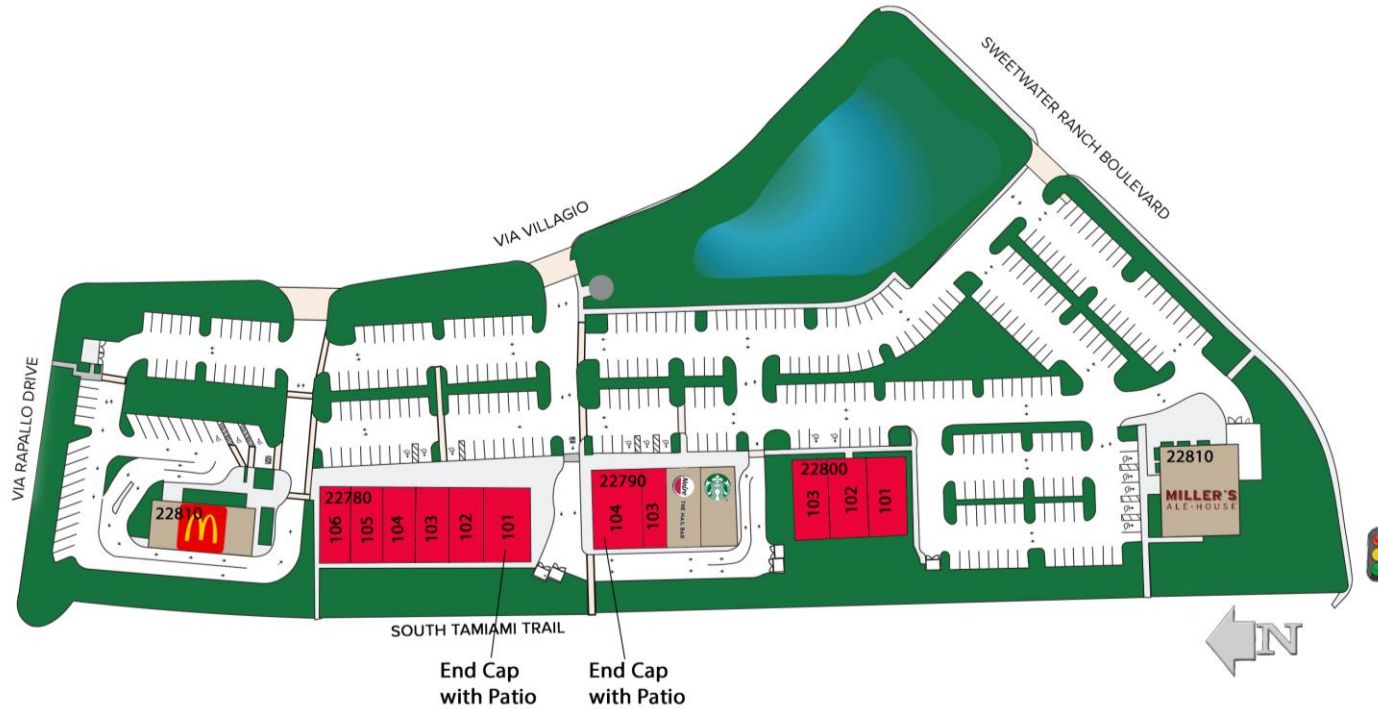 SWEETWATER RANCH BOULEVARD
VIA VILLAGIO
VIA RAPALLO DRIVE
22810
22780
106
105
104
103
102
101
22790
104
103
THE NAIL BAR
22800
103
102
101
22810
MILLER'S
ALE·HOUSE
SOUTH TAMIAMI TRAIL
End Cap
with Patio
End Cap
with Patio
N